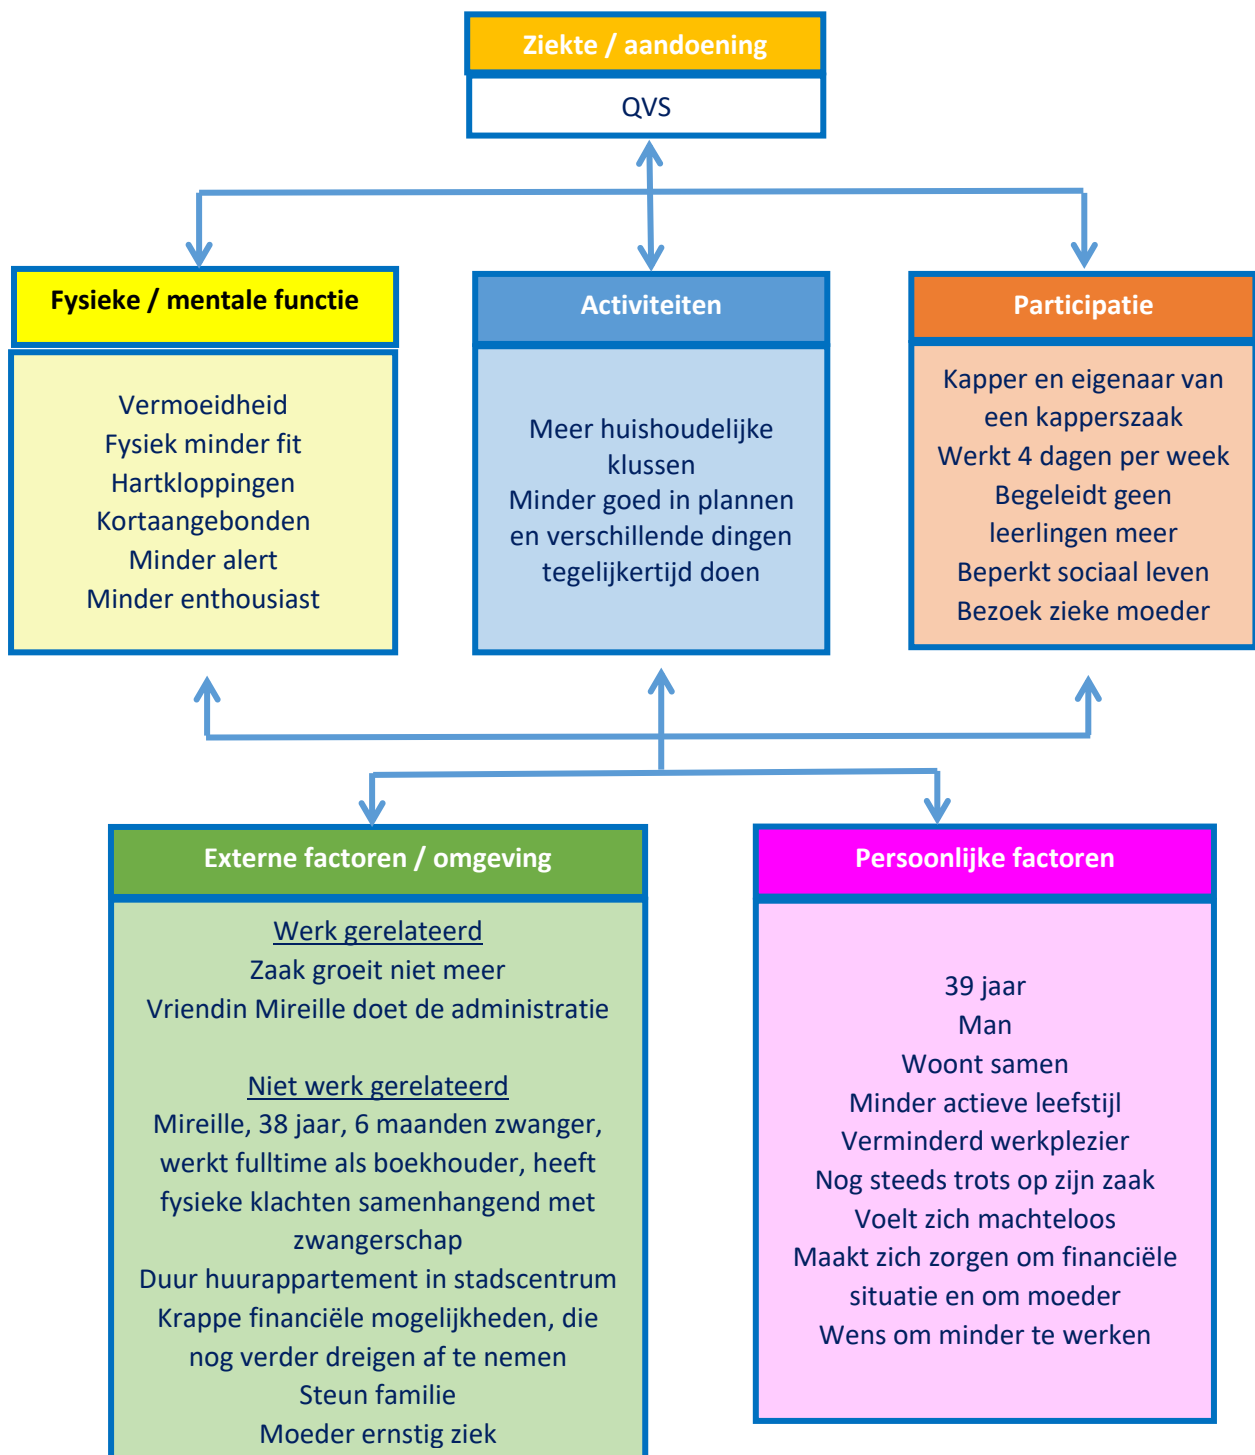 Ziekte / aandoening
QVS
Fysieke / mentale functie
Vermoeidheid
Fysiek minder fit
Hartkloppingen
Kortaangebonden
Minder alert
Minder enthousiast
Activiteiten
Meer huishoudelijke
klussen
Minder goed in plannen
en verschillende dingen
tegelijkertijd doen
Participatie
Kapper en eigenaar van
een kapperszaak
Werkt 4 dagen per week
Begeleidt geen
leerlingen meer
Beperkt sociaal leven
Bezoek zieke moeder
Externe factoren / omgeving
Werk gerelateerd
Zaak groeit niet meer
Vriendin Mireille doet de administratie
Niet werk gerelateerd
Mireille, 38 jaar, 6 maanden zwanger,
werkt fulltime als boekhouder, heeft
fysieke klachten samenhangend met
zwangerschap
Duur huurappartement in stadscentrum
Krappe financiële mogelijkheden, die
nog verder dreigen af te nemen
Steun familie
Moeder ernstig ziek
Persoonlijke factoren
39 jaar
Man
Woont samen
Minder actieve leefstijl
Verminderd werkplezier
Nog steeds trots op zijn zaak
Voelt zich machteloos
Maakt zich zorgen om financiële
situatie en om moeder
Wens om minder te werken